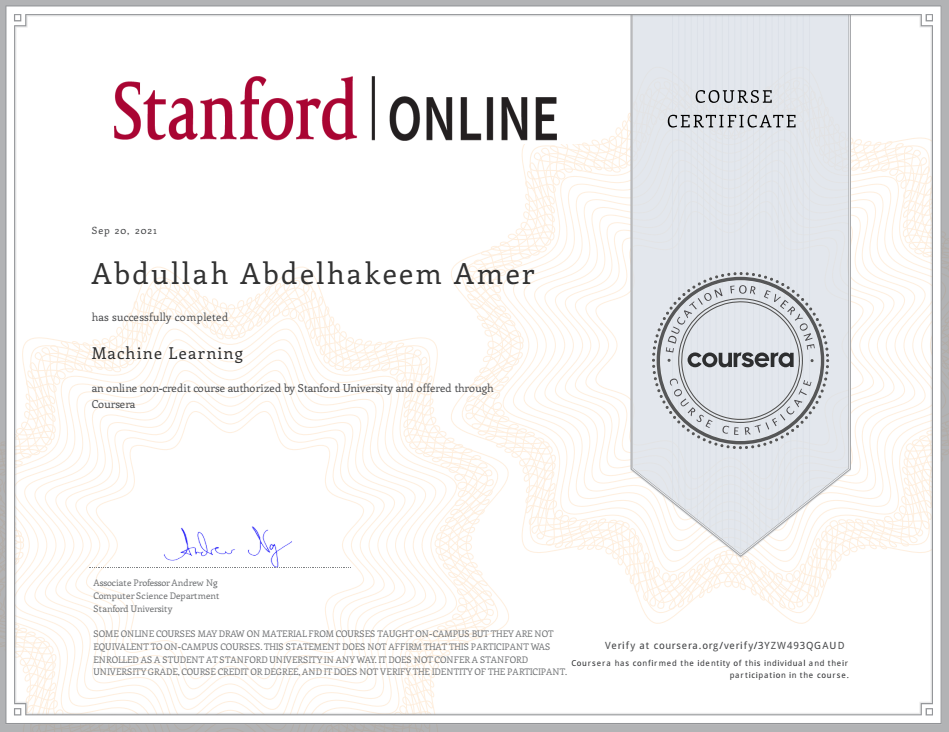 Stanford | ONLINE
COURSE
CERTIFICATE
Sep 20, 2021
Abdullah Abdelhakeem Amer
has successfully completed
Machine Learning
an online non-credit course authorized by Stanford University and offered through
Coursera
EDUCATION FOR EVERYONE
coursera
COURSE CERTIFICATE
Andrew Ng
Associate Professor Andrew Ng
Computer Science Department
Stanford University
SOME ONLINE COURSES MAY DRAW ON MATERIAL FROM COURSES TAUGHT ON-CAMPUS BUT THEY ARE NOT
EQUIVALENT TO ON-CAMPUS COURSES. THIS STATEMENT DOES NOT AFFIRM THAT THIS PARTICIPANT WAS
ENROLLED AS A STUDENT AT STANFORD UNIVERSITY IN ANY WAY. IT DOES NOT CONFER A STANFORD
UNIVERSITY GRADE, COURSE CREDIT OR DEGREE, AND IT DOES NOT VERIFY THE IDENTITY OF THE PARTICIPANT.
Verify at coursera.org/verify/3YZW493QGAUD
Coursera has confirmed the identity of this individual and their
participation in the course.